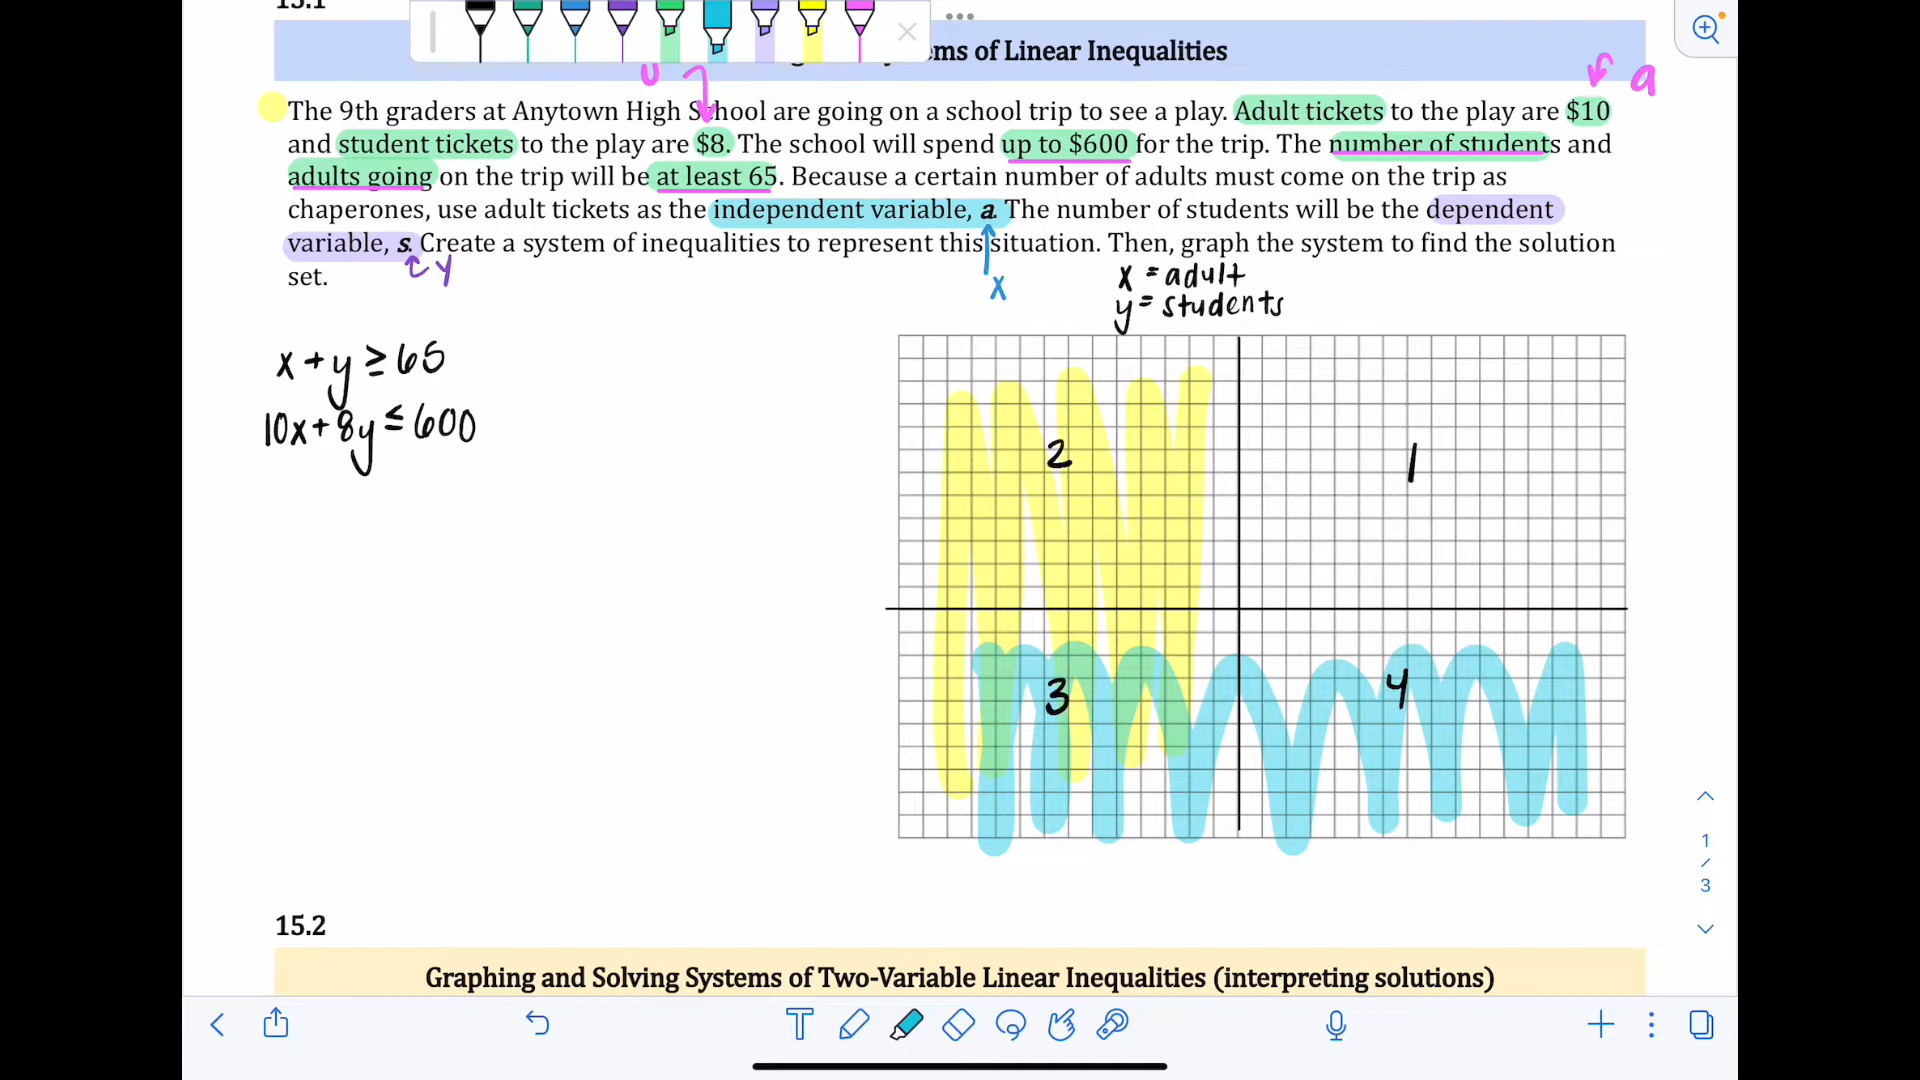 15.1
ems of Linear Inequalities
a
The 9th graders at Anytown High School are going on a school trip to see a play. Adult tickets to the play are $10
and student tickets to the play are $8. The school will spend up to $600 for the trip. The number of students and
adults going on the trip will be at least 65. Because a certain number of adults must come on the trip as
chaperones, use adult tickets as the independent variable, a. The number of students will be the dependent
variable, s. Create a system of inequalities to represent this situation. Then, graph the system to find the solution
set.
y
x
x = adult
y = students
x + y ≥ 65
10x + 8y ≤ 600
2
1
3
4
1
/
3
15.2
Graphing and Solving Systems of Two-Variable Linear Inequalities (interpreting solutions)